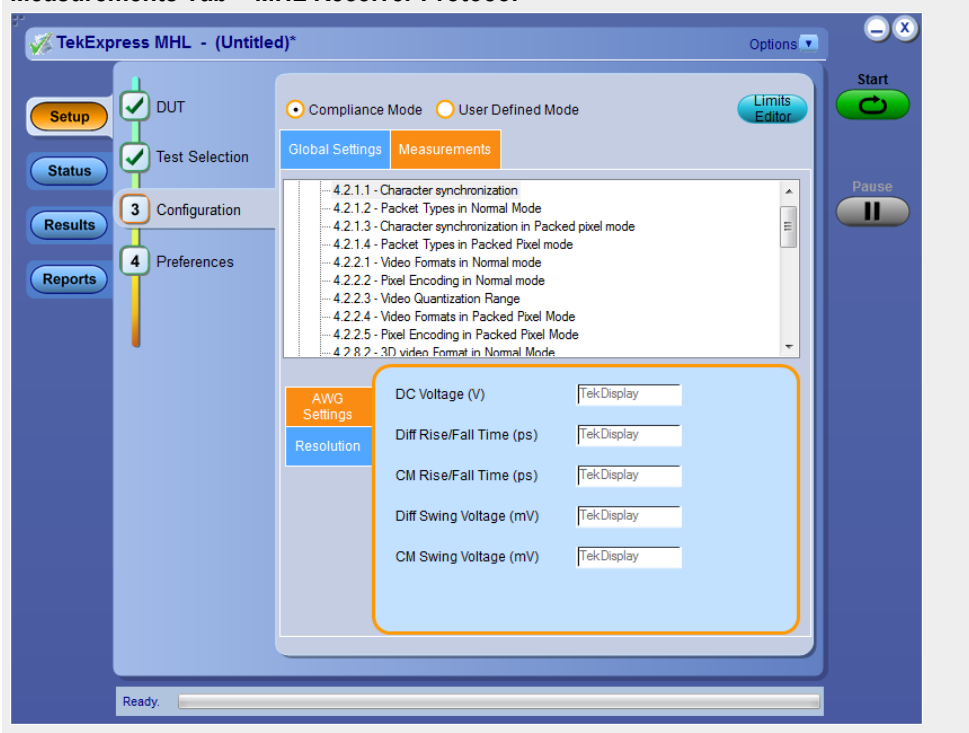 TekExpress MHL - (Untitled)*
Options
Start
Pause
Setup
Status
Results
Reports
DUT
Test Selection
3 Configuration
4 Preferences
Compliance Mode
User Defined Mode
Limits
Editor
Global Settings
Measurements
4.2.1.1 - Character synchronization
4.2.1.2 - Packet Types in Normal Mode
4.2.1.3 - Character synchronization in Packed pixel mode
4.2.1.4 - Packet Types in Packed Pixel mode
4.2.2.1 - Video Formats in Normal mode
4.2.2.2 - Pixel Encoding in Normal mode
4.2.2.3 - Video Quantization Range
4.2.2.4 - Video Formats in Packed Pixel Mode
4.2.2.5 - Pixel Encoding in Packed Pixel Mode
4.2.8.2 - 3D video Format in Normal Mode
AWG
Settings
Resolution
DC Voltage (V) TekDisplay
Diff Rise/Fall Time (ps) TekDisplay
CM Rise/Fall Time (ps) TekDisplay
Diff Swing Voltage (mV) TekDisplay
CM Swing Voltage (mV) TekDisplay
Ready.